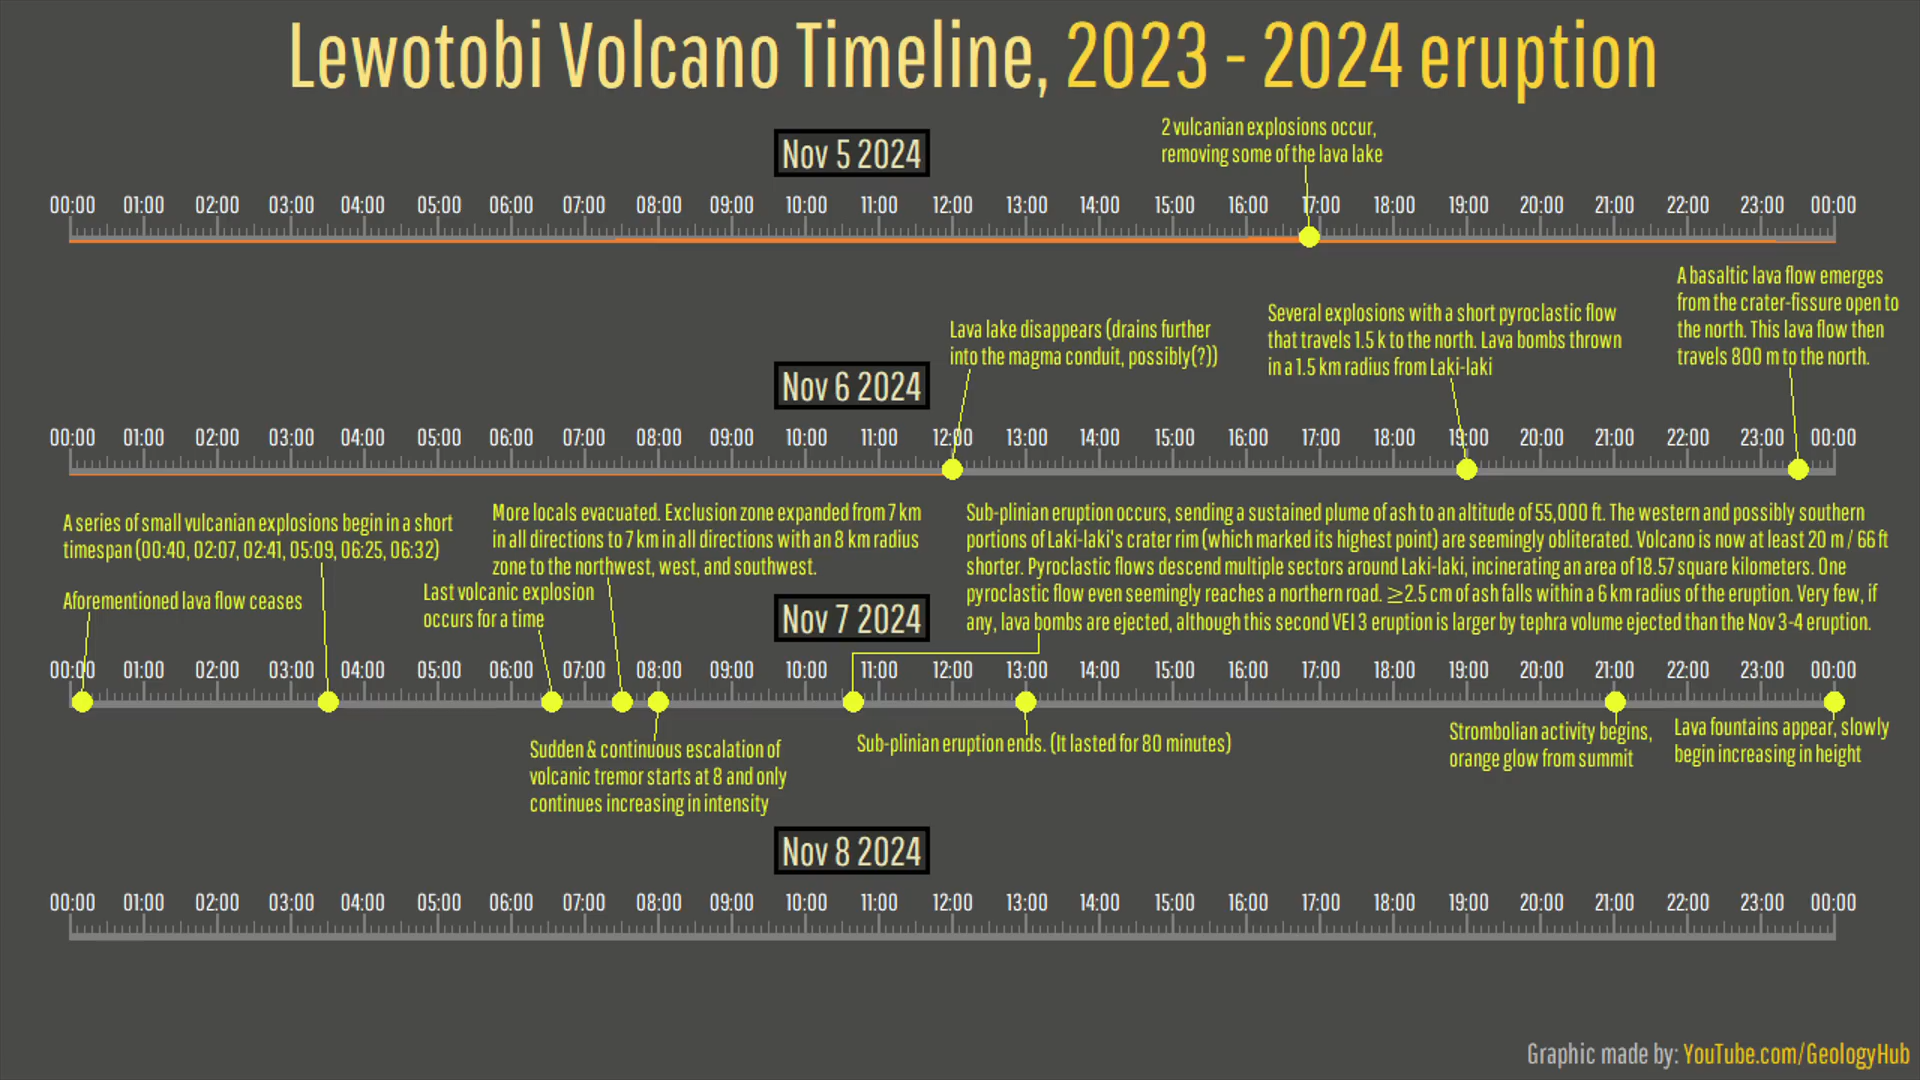 Lewotobi Volcano Timeline, 2023 - 2024 eruption
Nov 5 2024
2 vulcanian explosions occur,
removing some of the lava lake
00:00 01:00 02:00 03:00 04:00 05:00 06:00 07:00 08:00 09:00 10:00 11:00 12:00 13:00 14:00 15:00 16:00 17:00 18:00 19:00 20:00 21:00 22:00 23:00 00:00
Nov 6 2024
Lava lake disappears (drains further
into the magma conduit, possibly(?))
Several explosions with a short pyroclastic flow
that travels 1.5 k to the north. Lava bombs thrown
in a 1.5 km radius from Laki-laki
A basaltic lava flow emerges
from the crater-fissure open to
the north. This lava flow then
travels 800 m to the north.
00:00 01:00 02:00 03:00 04:00 05:00 06:00 07:00 08:00 09:00 10:00 11:00 12:00 13:00 14:00 15:00 16:00 17:00 18:00 19:00 20:00 21:00 22:00 23:00 00:00
A series of small vulcanian explosions begin in a short
timespan (00:40, 02:07, 02:41, 05:09, 06:25, 06:32)
Aforementioned lava flow ceases
More locals evacuated. Exclusion zone expanded from 7 km
in all directions to 7 km in all directions with an 8 km radius
zone to the northwest, west, and southwest.
Last volcanic explosion
occurs for a time
Nov 7 2024
Sub-plinian eruption occurs, sending a sustained plume of ash to an altitude of 55,000 ft. The western and possibly southern
portions of Laki-laki's crater rim (which marked its highest point) are seemingly obliterated. Volcano is now at least 20 m / 66 ft
shorter. Pyroclastic flows descend multiple sectors around Laki-laki, incinerating an area of 18.57 square kilometers. One
pyroclastic flow even seemingly reaches a northern road. ≥2.5 cm of ash falls within a 6 km radius of the eruption. Very few, if
any, lava bombs are ejected, although this second VEI 3 eruption is larger by tephra volume ejected than the Nov 3-4 eruption.
00:00 01:00 02:00 03:00 04:00 05:00 06:00 07:00 08:00 09:00 10:00 11:00 12:00 13:00 14:00 15:00 16:00 17:00 18:00 19:00 20:00 21:00 22:00 23:00 00:00
Sudden & continuous escalation of
volcanic tremor starts at 8 and only
continues increasing in intensity
Sub-plinian eruption ends. (It lasted for 80 minutes)
Strombolian activity begins,
orange glow from summit
Lava fountains appear, slowly
begin increasing in height
Nov 8 2024
00:00 01:00 02:00 03:00 04:00 05:00 06:00 07:00 08:00 09:00 10:00 11:00 12:00 13:00 14:00 15:00 16:00 17:00 18:00 19:00 20:00 21:00 22:00 23:00 00:00
Graphic made by: YouTube.com/GeologyHub